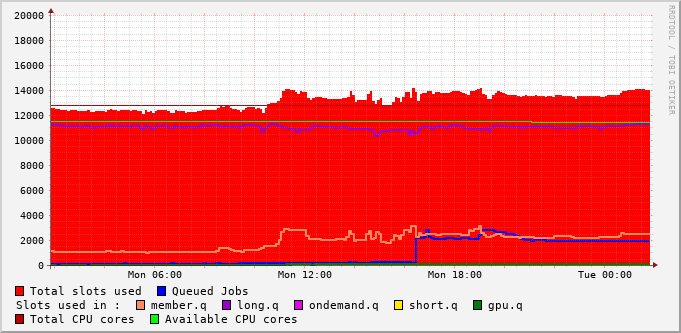 20000
18000
16000
14000
12000
10000
8000
6000
4000
2000
0
Mon 06:00 Mon 12:00 Mon 18:00 Tue 00:00
RRDTOOL / TOBI OETIKER
Total slots used Queued Jobs
Slots used in : member.q long.q ondemand.q short.q gpu.q
Total CPU cores Available CPU cores